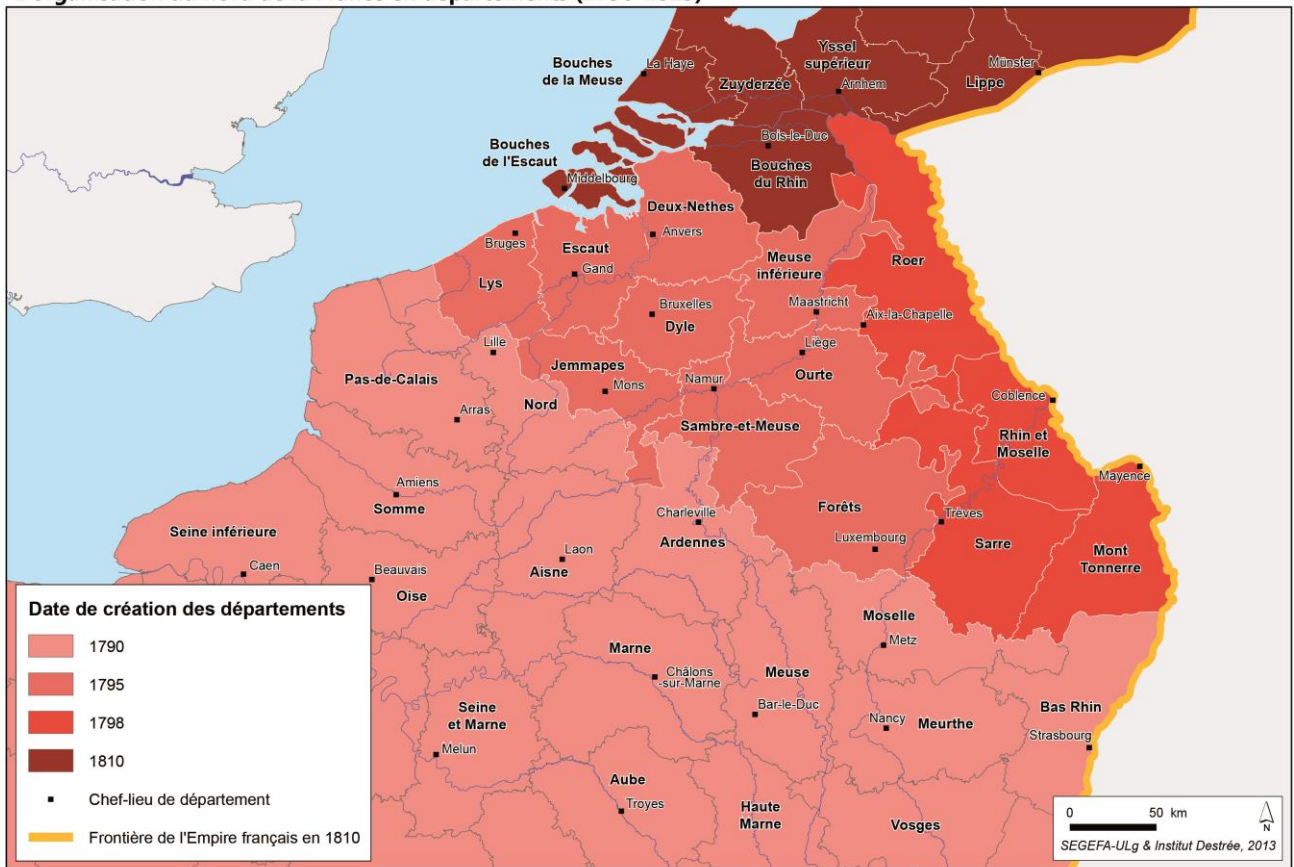 Bouches
de la Meuse
La Haye
Zuyderzée
Yssel
supérieur
Arnhem
Münster
Lippe
Bouches
de l'Escaut
Middelbourg
Bois-le-Duc
Bouches
du Rhin
Deux-Nethes
Anvers
Bruges
Escaut
Gand
Lys
Meuse
inférieure
Roer
Maastricht
Aix-la-Chapelle
Bruxelles
Dyle
Lille
Liège
Ourte
Pas-de-Calais
Jemmapes
Mons
Namur
Nord
Arras
Sambre-et-Meuse
Coblence
Rhin et
Moselle
Mayence
Amiens
Somme
Charleville
Ardennes
Forêts
Luxembourg
Trèves
Sarre
Mont
Tonnerre
Seine inférieure
Caen
Beauvais
Oise
Laon
Aisne
Moselle
Metz
Marne
Châlons
-sur-Marne
Meuse
Bar-le-Duc
Seine
et Marne
Melun
Nancy
Meurthe
Bas Rhin
Strasbourg
Aube
Troyes
Haute
Marne
Vosges
Date de création des départements
1790
1795
1798
1810
Chef-lieu de département
Frontière de l'Empire français en 1810
0 50 km
N
SEGEFA-ULg & Institut Destrée, 2013